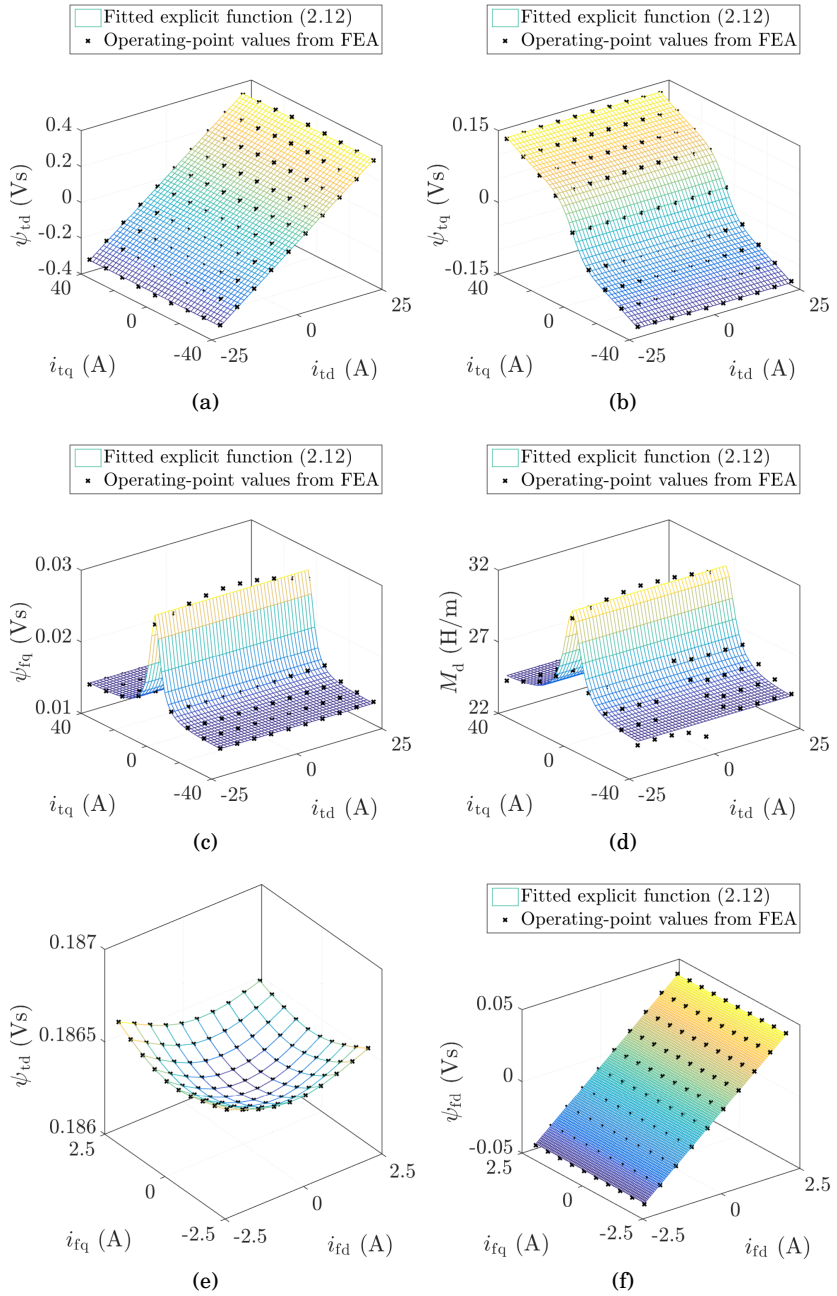 Fitted explicit function (2.12)
Operating-point values from FEA
0.4
0.2
0
-0.2
-0.4
ψtd (Vs)
40
0
-40
itq (A)
-25
0
25
itd (A)
(a)
Fitted explicit function (2.12)
Operating-point values from FEA
0.15
0
-0.15
ψtq (Vs)
40
0
-40
itq (A)
-25
0
25
itd (A)
(b)
Fitted explicit function (2.12)
Operating-point values from FEA
0.03
0.02
0.01
ψfq (Vs)
40
0
-40
itq (A)
-25
0
25
itd (A)
(c)
Fitted explicit function (2.12)
Operating-point values from FEA
32
27
22
Md (H/m)
40
0
-40
itq (A)
-25
0
25
itd (A)
(d)
0.187
0.1865
0.186
ψtd (Vs)
2.5
0
-2.5
ifq (A)
-2.5
0
2.5
ifd (A)
(e)
Fitted explicit function (2.12)
Operating-point values from FEA
0.05
0
-0.05
ψfd (Vs)
2.5
0
-2.5
ifq (A)
-2.5
0
2.5
ifd (A)
(f)